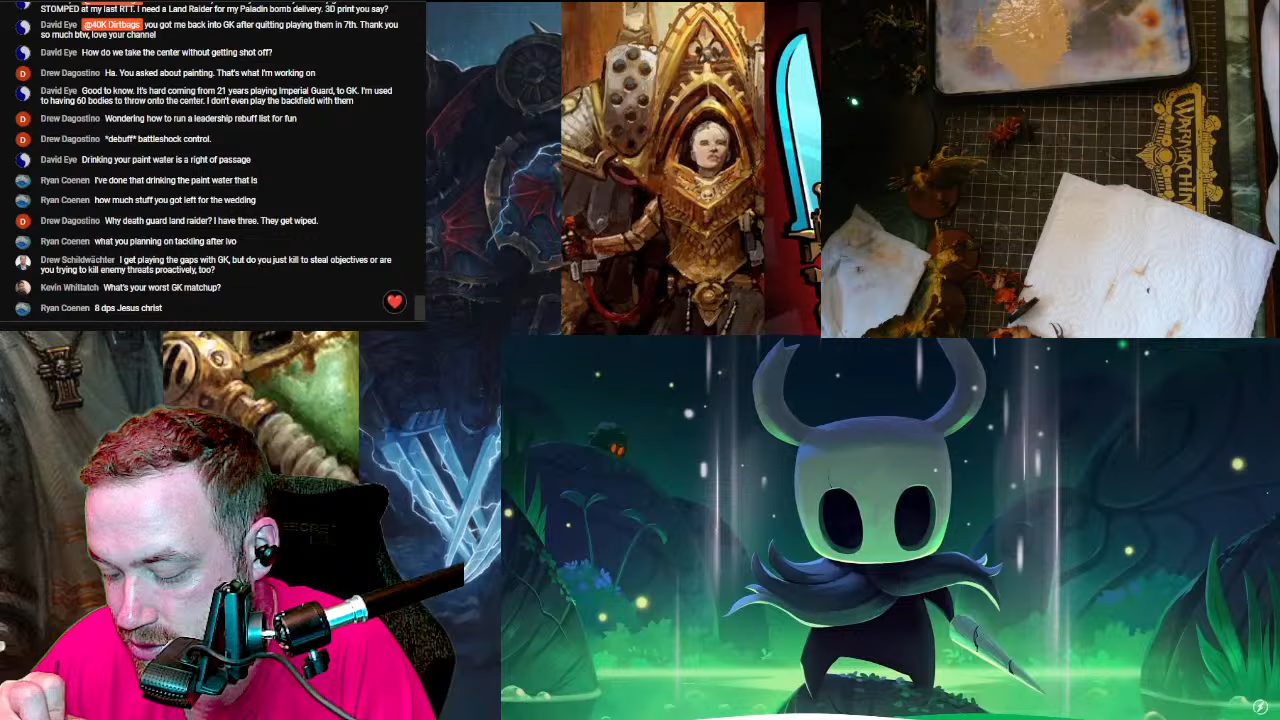 STOMPED at my last RTT. I need a Land Raider for my Paladin bomb delivery. 3D print you say?
David Eye @40K Dirtbags you got me back into GK after quitting playing them in 7th. Thank you
so much btw, love your channel
David Eye How do we take the center without getting shot off?
Drew Dagostino Ha. You asked about painting. That's what I'm working on
David Eye Good to know. It's hard coming from 21 years playing Imperial Guard, to GK. I'm used
to having 60 bodies to throw onto the center. I don't even play the backfield with them
Drew Dagostino Wondering how to run a leadership rebuff list for fun
Drew Dagostino *debuff* battleshock control.
David Eye Drinking your paint water is a right of passage
Ryan Coenen I've done that drinking the paint water that is
Ryan Coenen how much stuff you got left for the wedding
Drew Dagostino Why death guard land raider? I have three. They get wiped.
Ryan Coenen what you planning on tackling after lvo
Drew Schildwächter I get playing the gaps with GK, but do you just kill to steal objectives or are
you trying to kill enemy threats proactively, too?
Kevin Whitlatch What's your worst GK matchup?
Ryan Coenen 8 dps Jesus christ